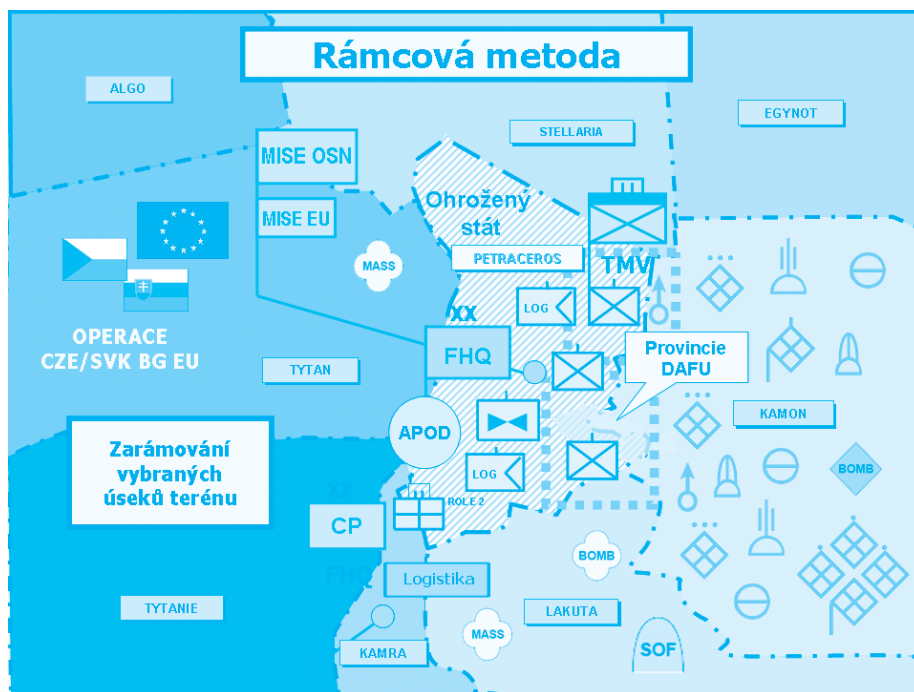 Rámcová metoda
ALGO
EGYNOT
STELLARIA
MISE OSN
MISE EU
Ohrožený
stát
PETRACEROS
TMV
MASS
LOG
XX
FHQ
OPERACE
CZE/SVK BG EU
TYTAN
Provincie
DAFU
KAMON
APOD
Zarámování
vybraných
úseků terénu
LOG
BOMB
XX
ROLE 2
CP
BOMB
FHQ
Logistika
TYTANIE
LAKUTA
MASS
KAMRA
SOF